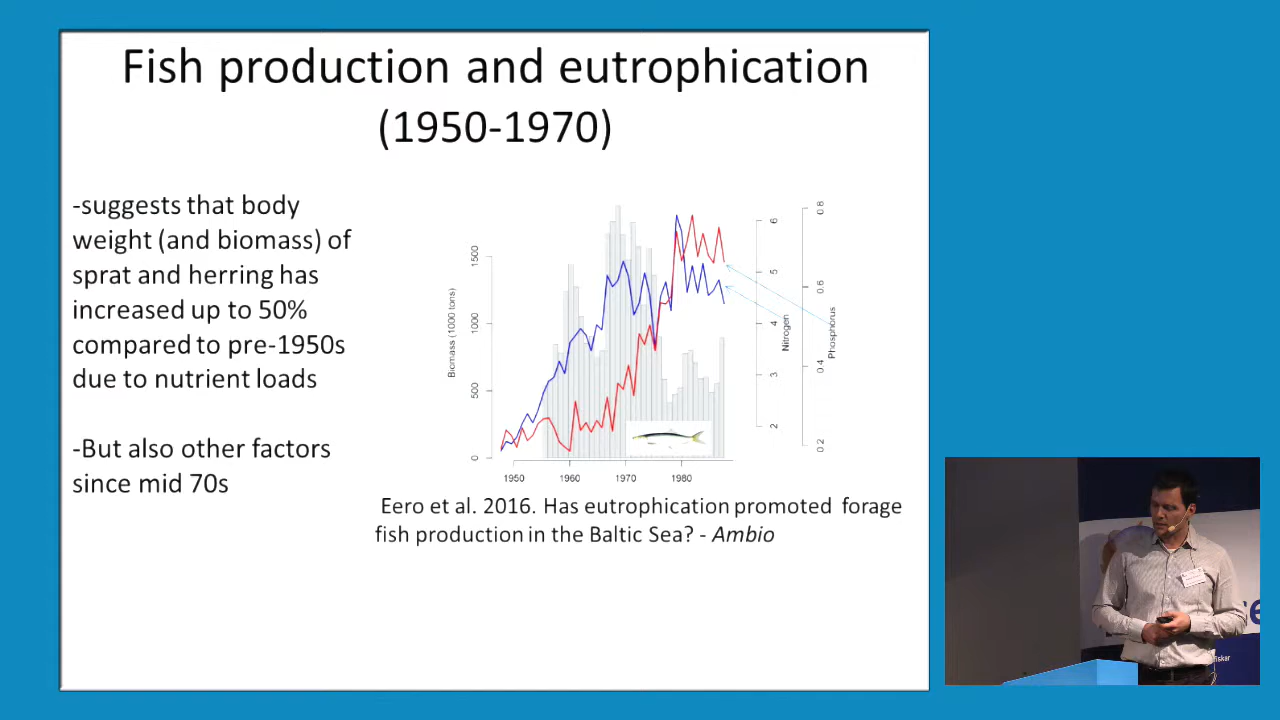 Fish production and eutrophication
(1950-1970)
-suggests that body
weight (and biomass) of
sprat and herring has
increased up to 50%
compared to pre-1950s
due to nutrient loads
-But also other factors
since mid 70s
Biomass (1000 tons)
1500
1000
500
0
1950 1960 1970 1980
6
5
4
3
2
Nitrogen
0.8
0.6
0.4
0.2
Phosphorus
Eero et al. 2016. Has eutrophication promoted forage
fish production in the Baltic Sea? - Ambio
iskar